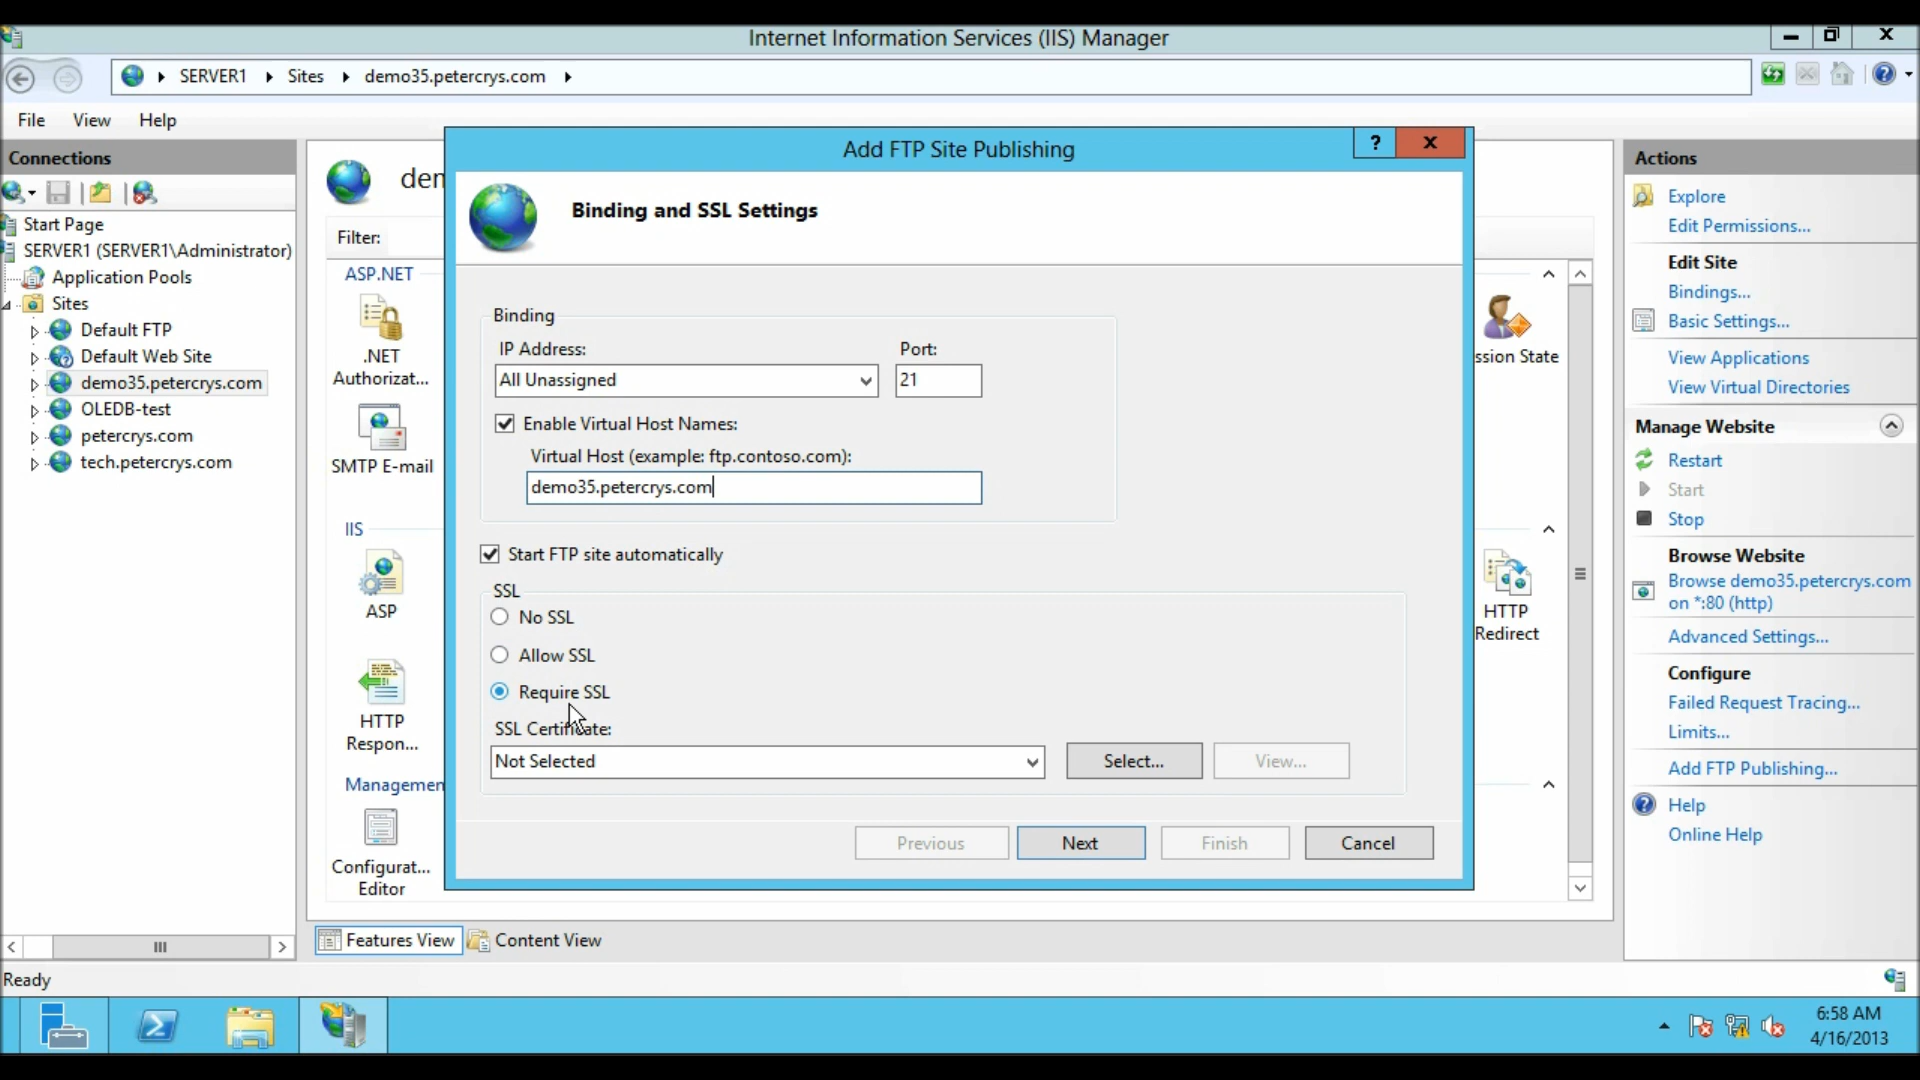 Internet Information Services (IIS) Manager
SERVER1 Sites demo35.petercrys.com
File View Help
Connections
Start Page
SERVER1 (SERVER1\Administrator)
Application Pools
Sites
Default FTP
Default Web Site
demo35.petercrys.com
OLEDB-test
petercrys.com
tech.petercrys.com
Ready
Filter:
ASP.NET
.NET
Authorizat...
SMTP E-mail
IIS
ASP
HTTP
Respon...
Managemen
Configurat...
Editor
ssion State
HTTP
Redirect
Features View
Content View
Add FTP Site Publishing
?
X
Binding and SSL Settings
Binding
IP Address:
Port:
All Unassigned
21
Enable Virtual Host Names:
Virtual Host (example: ftp.contoso.com):
demo35.petercrys.com
Start FTP site automatically
SSL
No SSL
Allow SSL
Require SSL
SSL Certificate:
Not Selected
Select...
View...
Previous
Next
Finish
Cancel
Actions
Explore
Edit Permissions...
Edit Site
Bindings...
Basic Settings...
View Applications
View Virtual Directories
Manage Website
Restart
Start
Stop
Browse Website
Browse demo35.petercrys.com
on *:80 (http)
Advanced Settings...
Configure
Failed Request Tracing...
Limits...
Add FTP Publishing...
Help
Online Help
6:58 AM
4/16/2013